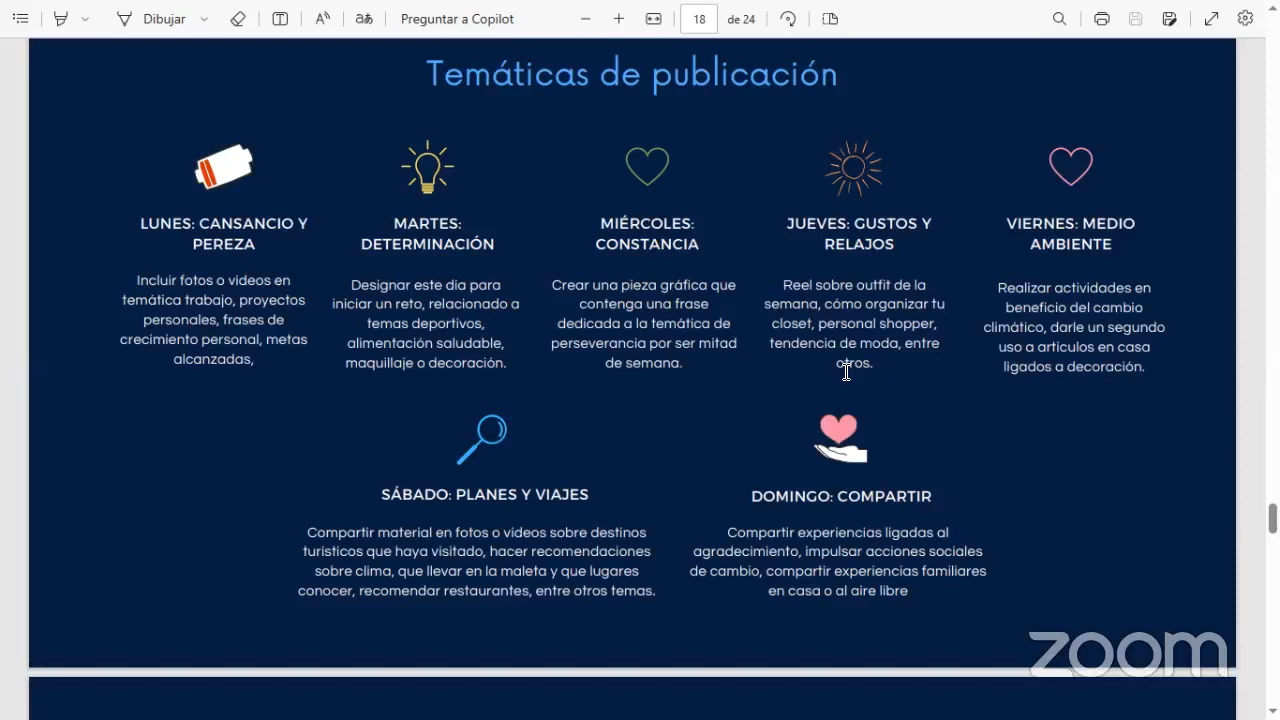 Dibujar
aあ
Preguntar a Copilot
18
de 24
Temáticas de publicación
LUNES: CANSANCIO Y
PEREZA
Incluir fotos o videos en
temática trabajo, proyectos
personales, frases de
crecimiento personal, metas
alcanzadas,
MARTES:
DETERMINACIÓN
Designar este día para
iniciar un reto, relacionado a
temas deportivos,
alimentación saludable,
maquillaje o decoración.
MIÉRCOLES:
CONSTANCIA
Crear una pieza gráfica que
contenga una frase
dedicada a la temática de
perseverancia por ser mitad
de semana.
JUEVES: GUSTOS Y
RELAJOS
Reel sobre outfit de la
semana, cómo organizar tu
closet, personal shopper,
tendencia de moda, entre
otros.
VIERNES: MEDIO
AMBIENTE
Realizar actividades en
beneficio del cambio
climático, darle un segundo
uso a articulos en casa
ligados a decoración.
SÁBADO: PLANES Y VIAJES
Compartir material en fotos o videos sobre destinos
turísticos que haya visitado, hacer recomendaciones
sobre clima, que llevar en la maleta y que lugares
conocer, recomendar restaurantes, entre otros temas.
DOMINGO: COMPARTIR
Compartir experiencias ligadas al
agradecimiento, impulsar acciones sociales
de cambio, compartir experiencias familiares
en casa o al aire libre
zoom